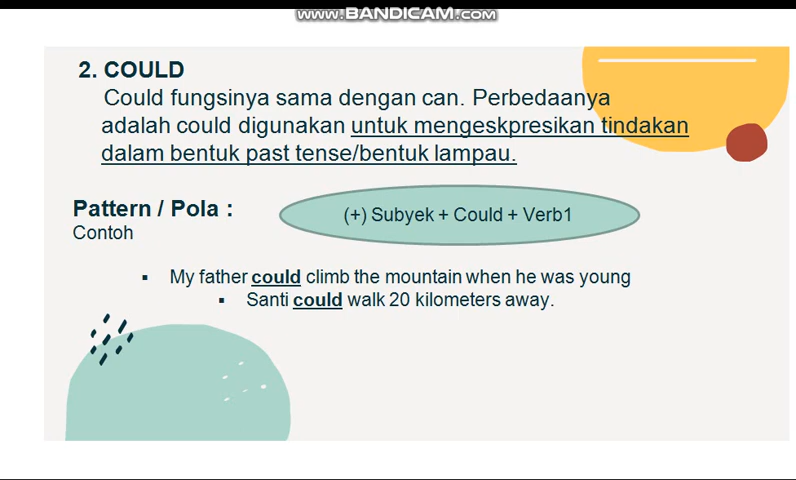 www.BANDICAM.com
2. COULD
Could fungsinya sama dengan can. Perbedaanya
adalah could digunakan untuk mengeskpresikan tindakan
dalam bentuk past tense/bentuk lampau.
Pattern / Pola :
(+) Subyek + Could + Verb1
Contoh
▪ My father could climb the mountain when he was young
▪ Santi could walk 20 kilometers away.